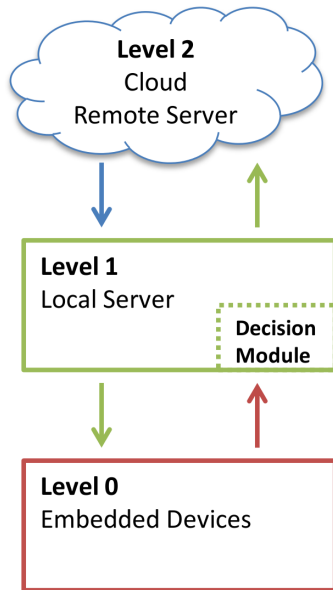 Level 2
Cloud
Remote Server
Level 1
Local Server
Decision
Module
Level 0
Embedded Devices